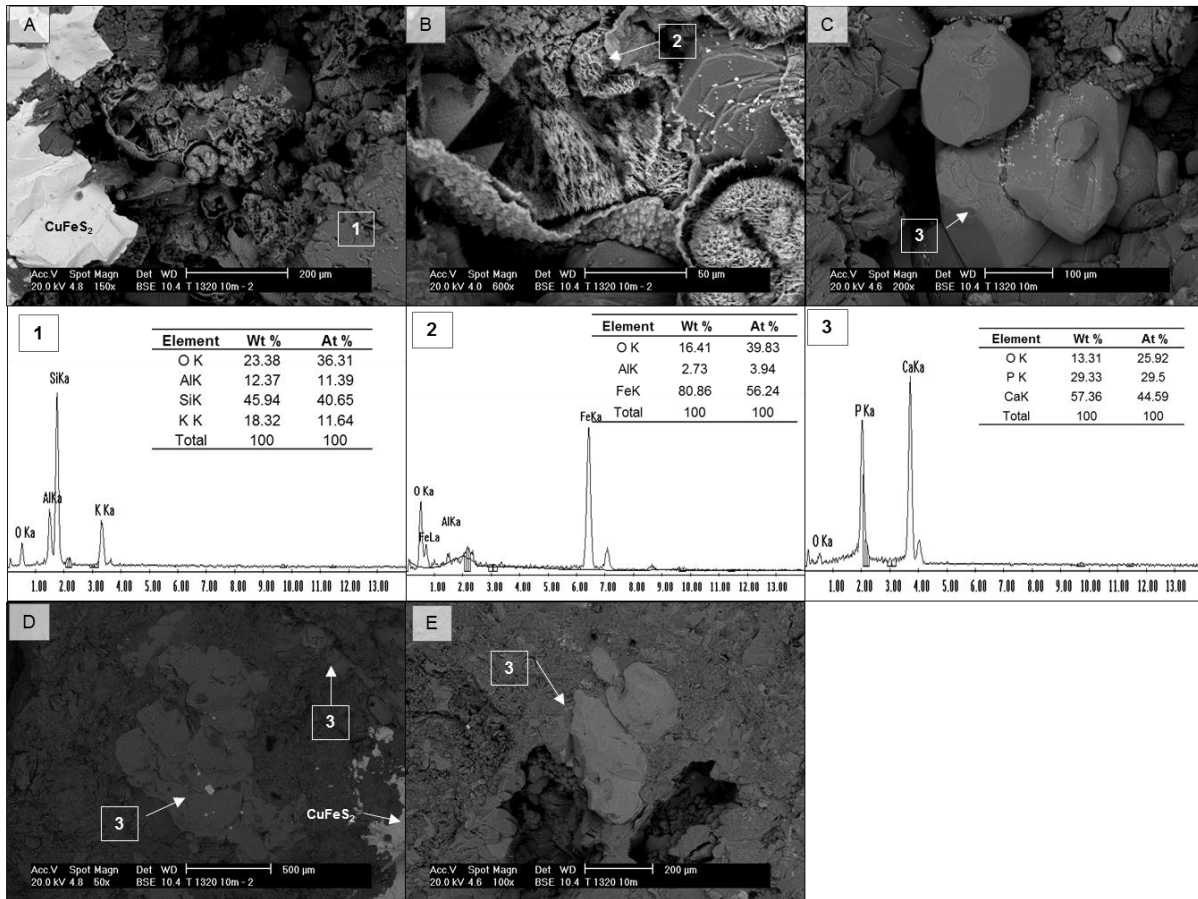 A
CuFeS₂
1
Acc.V Spot Magn Det WD 200 µm
20.0 kV 4.8 150x BSE 10.4 T 1320 10m - 2
B
2
Acc.V Spot Magn Det WD 50 µm
20.0 kV 4.0 600x BSE 10.4 T 1320 10m - 2
C
3
Acc.V Spot Magn Det WD 100 µm
20.0 kV 4.6 200x BSE 10.4 T 1320 10m
1
Element Wt % At %
O K 23.38 36.31
AlK 12.37 11.39
SiK 45.94 40.65
K K 18.32 11.64
Total 100 100
SiKa
AlKa
K Ka
O Ka
1.00 2.00 3.00 4.00 5.00 6.00 7.00 8.00 9.00 10.00 11.00 12.00 13.00
2
Element Wt % At %
O K 16.41 39.83
AlK 2.73 3.94
FeK 80.86 56.24
Total 100 100
FeKa
O Ka
FeLa
AlKa
1.00 2.00 3.00 4.00 5.00 6.00 7.00 8.00 9.00 10.00 11.00 12.00 13.00
3
Element Wt % At %
O K 13.31 25.92
P K 29.33 29.5
CaK 57.36 44.59
Total 100 100
CaKa
P Ka
O Ka
1.00 2.00 3.00 4.00 5.00 6.00 7.00 8.00 9.00 10.00 11.00 12.00 13.00
D
3
3
CuFeS₂
Acc.V Spot Magn Det WD 500 µm
20.0 kV 4.8 50x BSE 10.4 T 1320 10m - 2
E
3
Acc.V Spot Magn Det WD 200 µm
20.0 kV 4.6 100x BSE 10.4 T 1320 10m